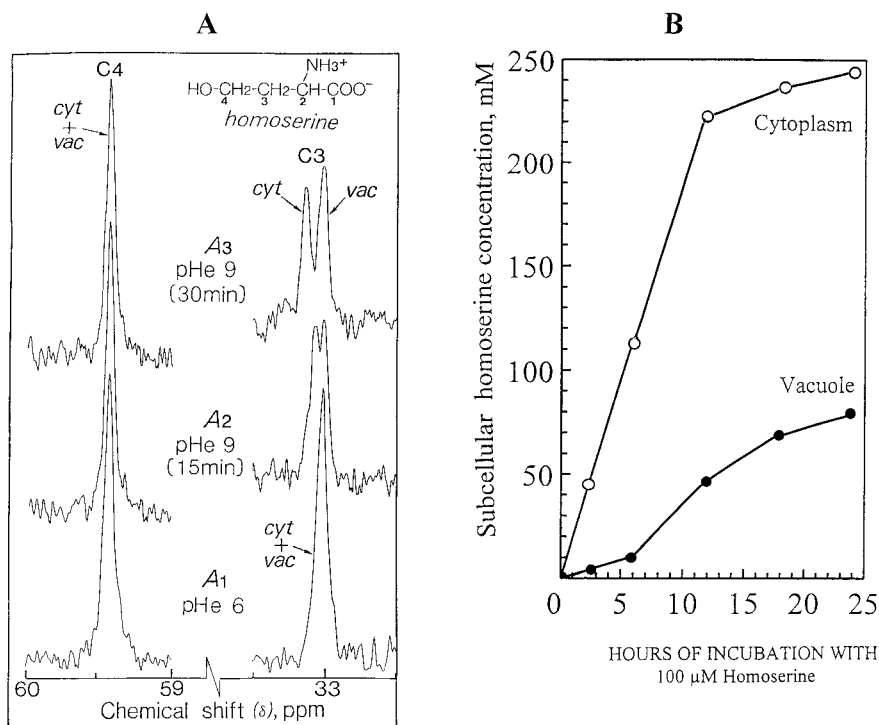 A
C4
cyt
+
vac
NH₃⁺
HO-CH₂-CH₂-CH-COO⁻
4 3 2 1
homoserine
C3
cyt
vac
A3
pHe 9
(30min)
A2
pHe 9
(15min)
cyt
+
vac
A1
pHe 6
60 59 33
Chemical shift (δ), ppm
B
Subcellular homoserine concentration, mM
250
200
150
100
50
Cytoplasm
Vacuole
0 5 10 15 20 25
HOURS OF INCUBATION WITH
100 µM Homoserine